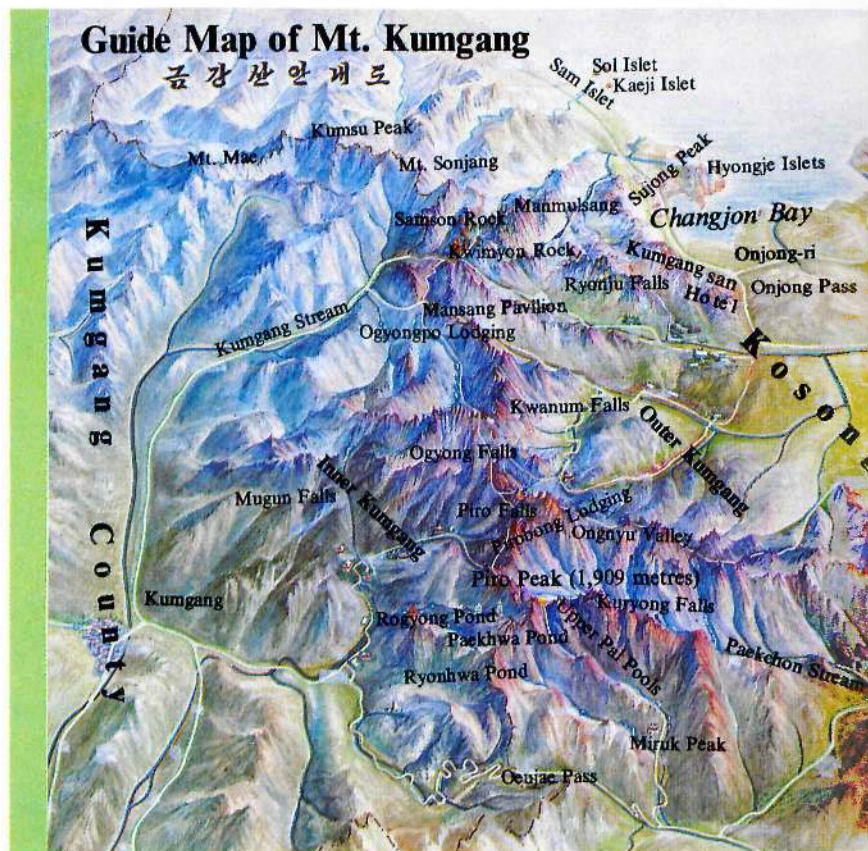 Guide Map of Mt. Kumgang
금강산안내도
Sol Islet
Sam Islet
Kaeji Islet
Kumsu Peak
Mt. Mae
Mt. Sonjang
Sujong Peak
Hyongje Islets
Manmulsang
Samson Rock
Changjon Bay
Kwimyon Rock
Kumgang san
Hotel
Onjong-ri
Ryonju Falls
Onjong Pass
Mansang Pavilion
Kumgang Stream
Ogyongpo Lodging
Kumgang County
Kosong
Kwanum Falls
Outer Kumgang
Ogyong Falls
Inner Kumgang
Mugun Falls
Piro Falls
Pirobong Lodging
Ongnyu Valley
Piro Peak (1,909 metres)
Kumgang
Kuryong Falls
Rogyong Pond
Upper Pal Pools
Paekhwa Pond
Paekchon Stream
Ryonhwa Pond
Miruk Peak
Oeujae Pass